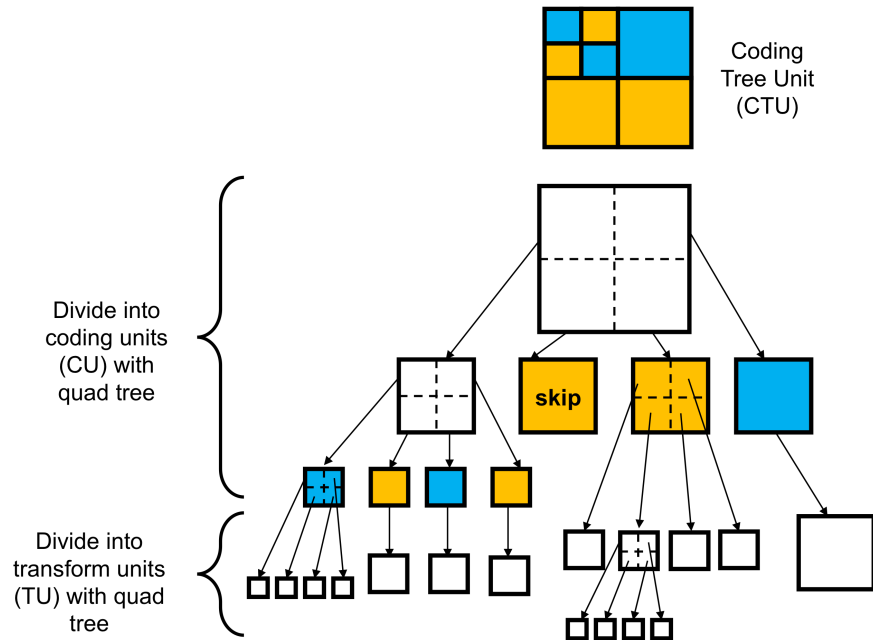 Coding
Tree Unit
(CTU)
Divide into
coding units
(CU) with
quad tree
skip
Divide into
transform units
(TU) with quad
tree